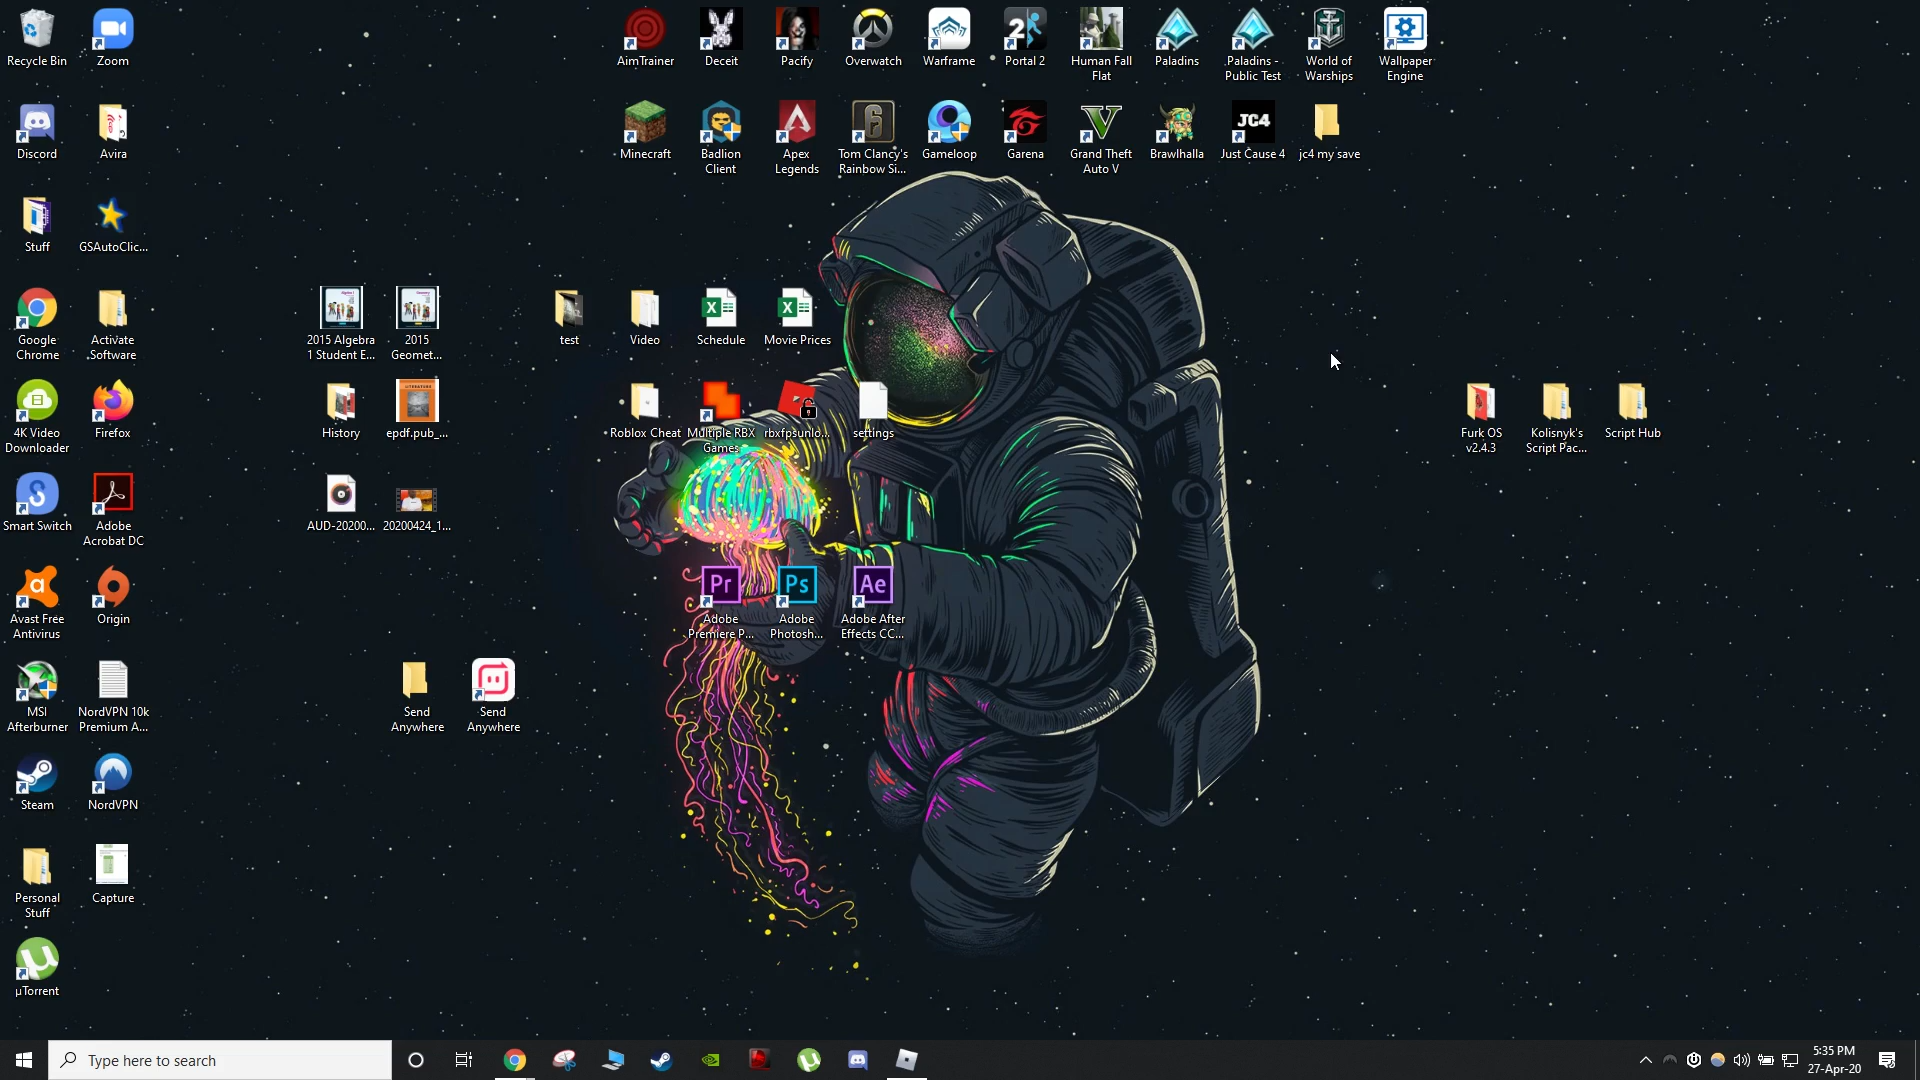 Recycle Bin
Zoom
AimTrainer
Deceit
Pacify
Overwatch
Warframe
Portal 2
Human Fall
Flat
Paladins
Paladins -
Public Test
World of
Warships
Wallpaper
Engine
Discord
Avira
Minecraft
Badlion
Client
Apex
Legends
Tom Clancy's
Rainbow Si...
Gameloop
Garena
Grand Theft
Auto V
Brawlhalla
JC4
Just Cause 4
jc4 my save
Stuff
GSAutoClic...
Google
Chrome
Activate
Software
2015 Algebra
1 Student E...
2015
Geomet...
test
Video
Schedule
Movie Prices
4K Video
Downloader
Firefox
History
epdf.pub_...
Roblox Cheat
Multiple RBX
Games
rbxfpsunlo...
settings
Furk OS
v2.4.3
Kolisnyk's
Script Pac...
Script Hub
Smart Switch
Adobe
Acrobat DC
AUD-20200...
20200424_1...
Avast Free
Antivirus
Origin
Pr
Adobe
Premiere P...
Ps
Adobe
Photosh...
Ae
Adobe After
Effects CC...
MSI
Afterburner
NordVPN 10k
Premium A...
Send
Anywhere
Send
Anywhere
Steam
NordVPN
Personal
Stuff
Capture
µTorrent
Type here to search
5:35 PM
27-Apr-20